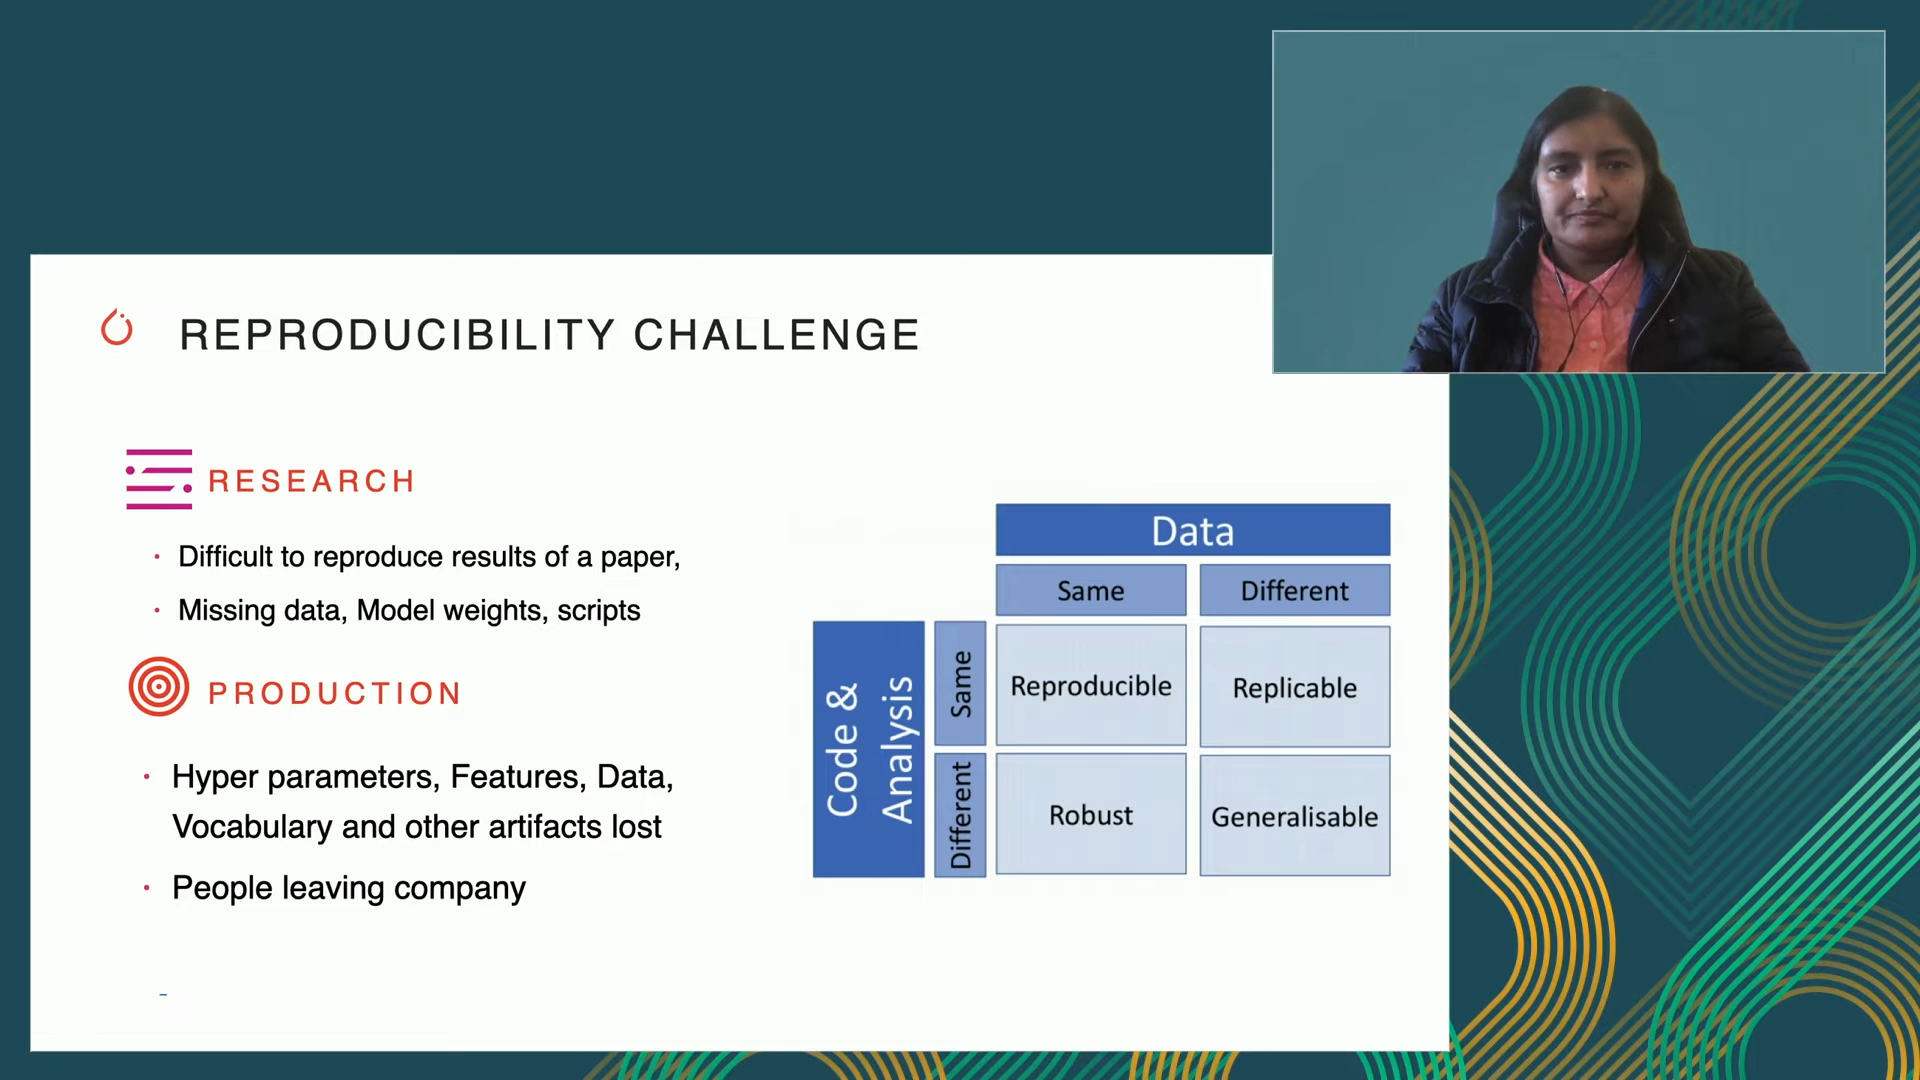 REPRODUCIBILITY CHALLENGE
RESEARCH
• Difficult to reproduce results of a paper,
• Missing data, Model weights, scripts
PRODUCTION
• Hyper parameters, Features, Data,
Vocabulary and other artifacts lost
• People leaving company
Data
Same
Different
Code &
Analysis
Same
Reproducible
Replicable
Different
Robust
Generalisable